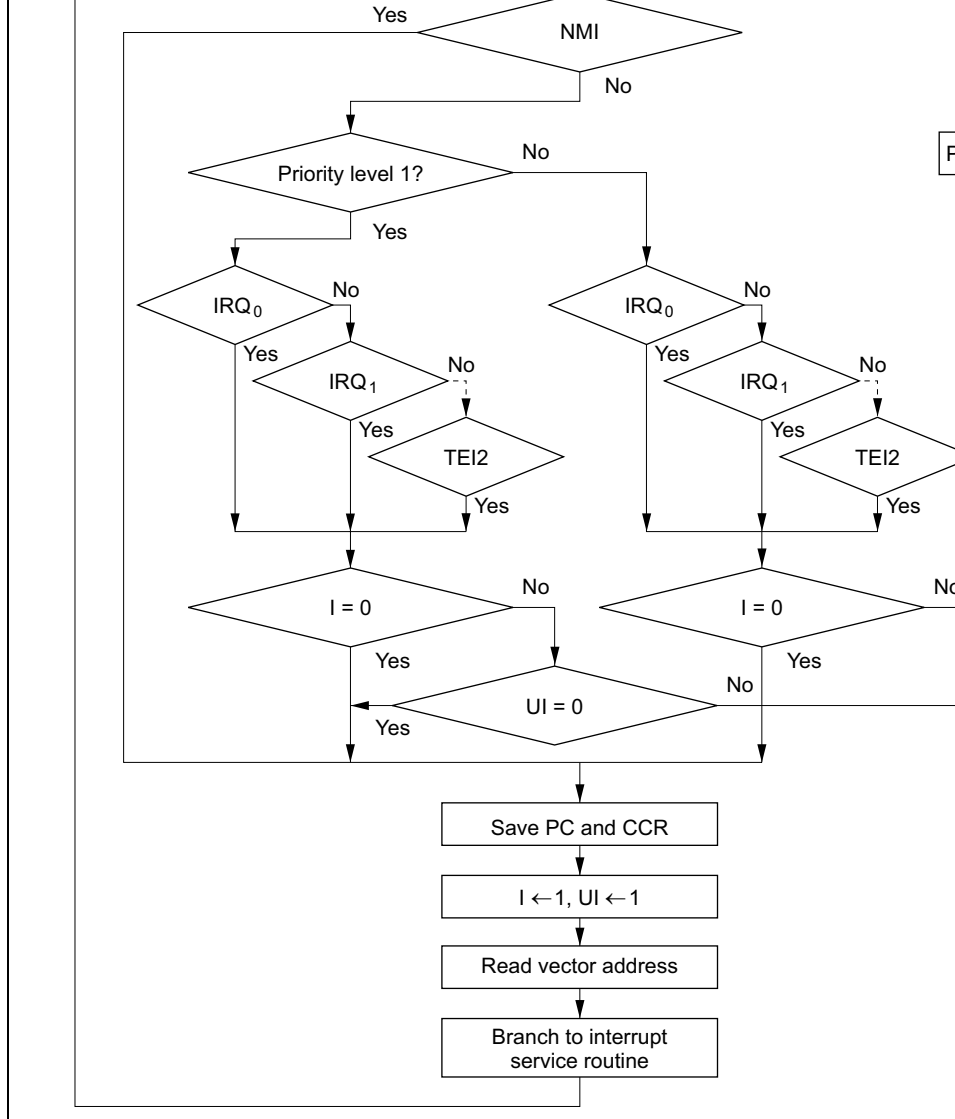 Yes
NMI
No
Priority level 1?
No
Yes
IRQ0
No
Yes
IRQ1
No
Yes
TEI2
Yes
IRQ0
No
Yes
IRQ1
No
Yes
TEI2
Yes
I = 0
No
Yes
UI = 0
No
Yes
I = 0
No
Yes
Save PC and CCR
I ← 1, UI ← 1
Read vector address
Branch to interrupt
service routine